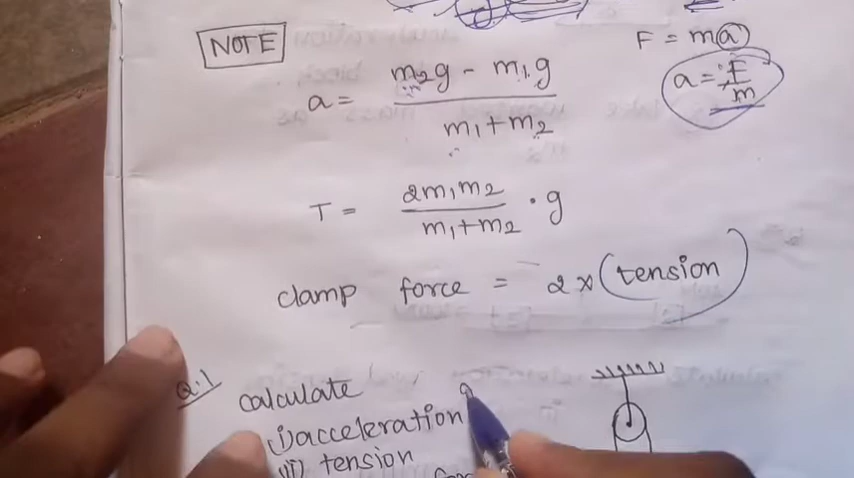 NOTE
F = ma
a = F/m
a = (m₂g - m₁g)/(m₁+m₂)
T = (2m₁m₂)/(m₁+m₂) · g
clamp force = 2 × (tension)
Q.1 calculate
(i) acceleration
(ii) tension